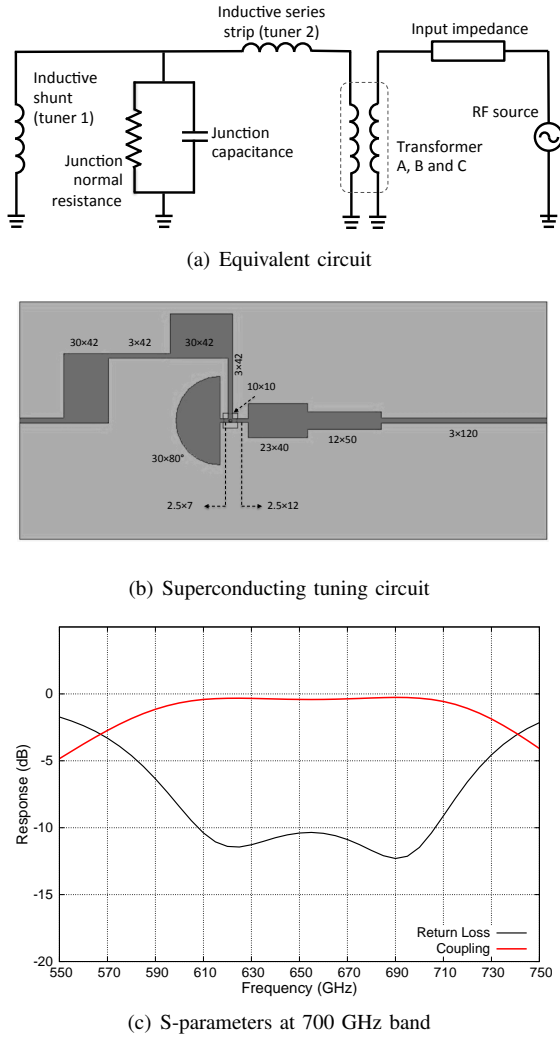 Inductive series
strip (tuner 2)
Input impedance
Inductive
shunt
(tuner 1)
RF source
Junction
capacitance
Junction
normal
resistance
Transformer
A, B and C
(a) Equivalent circuit
30×42
3×42
30×42
3×42
10×10
23×40
12×50
3×120
30×80°
2.5×7
2.5×12
(b) Superconducting tuning circuit
0
-5
-10
-15
-20
Response (dB)
Return Loss
Coupling
550 570 590 610 630 650 670 690 710 730 750
Frequency (GHz)
(c) S-parameters at 700 GHz band